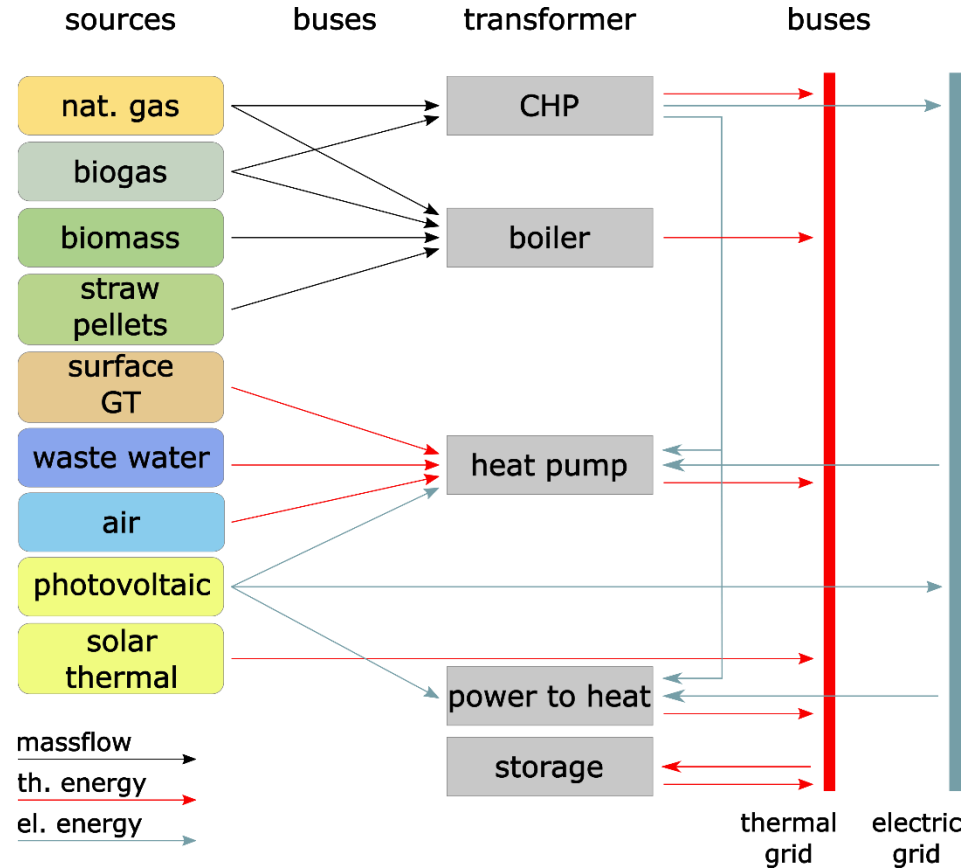 sources buses transformer buses
nat. gas
CHP
biogas
biomass
boiler
straw
pellets
surface
GT
waste water
heat pump
air
photovoltaic
solar
thermal
power to heat
storage
massflow
th. energy
el. energy
thermal
grid
electric
grid